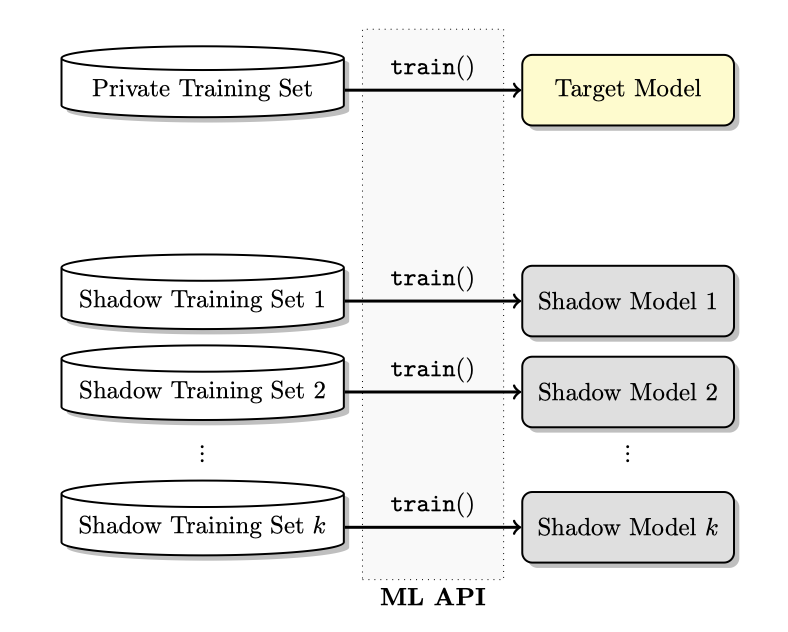 train()
Private Training Set
Target Model
train()
Shadow Training Set 1
Shadow Model 1
train()
Shadow Training Set 2
Shadow Model 2
⋮ ⋮
train()
Shadow Training Set k
Shadow Model k
ML API